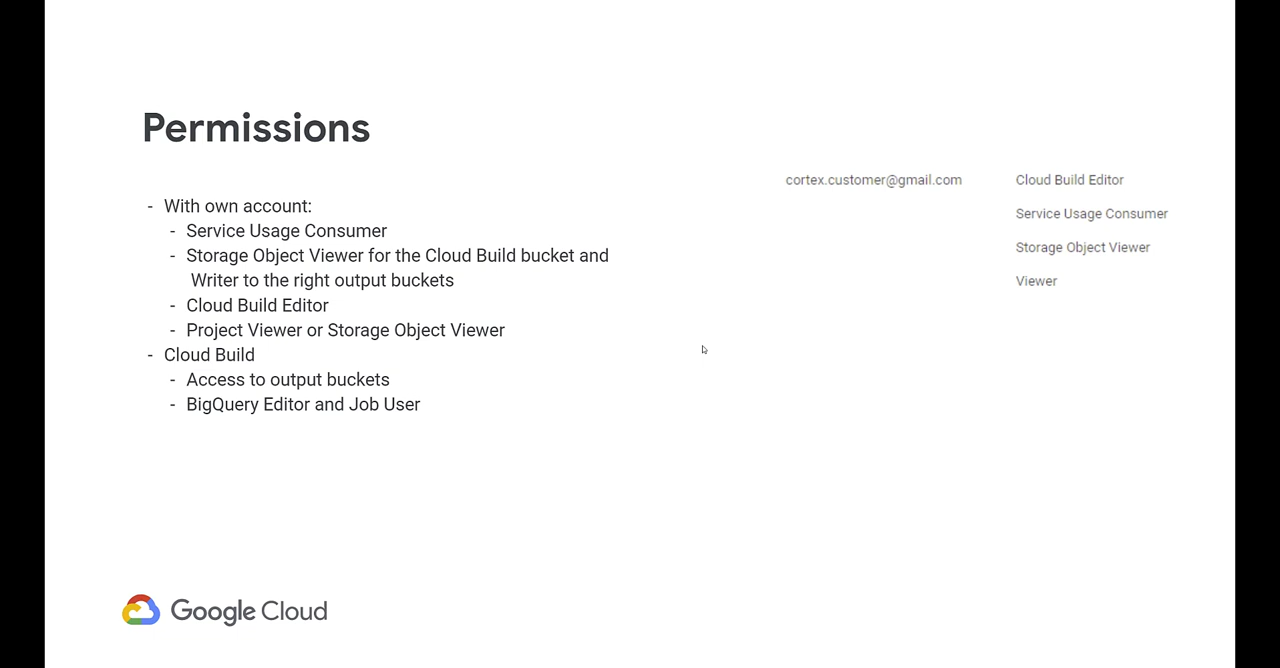 Permissions
- With own account:
- Service Usage Consumer
- Storage Object Viewer for the Cloud Build bucket and
Writer to the right output buckets
- Cloud Build Editor
- Project Viewer or Storage Object Viewer
- Cloud Build
- Access to output buckets
- BigQuery Editor and Job User
cortex.customer@gmail.com
Cloud Build Editor
Service Usage Consumer
Storage Object Viewer
Viewer
Google Cloud